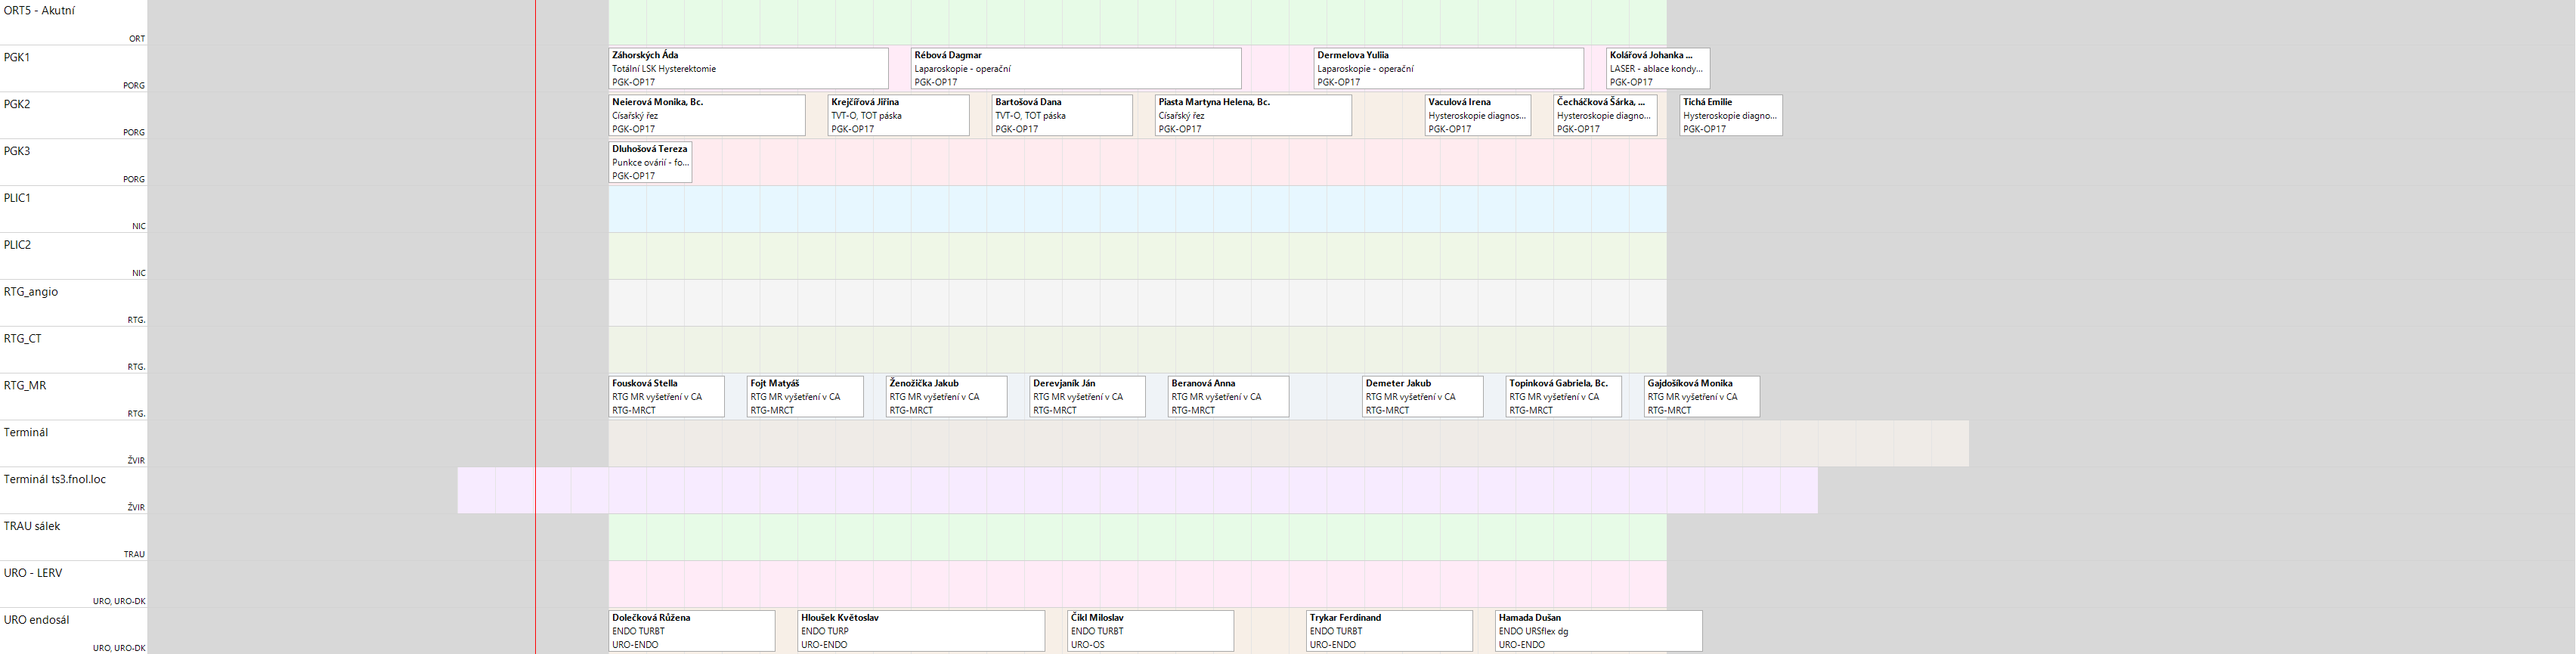 ORT5 - Akutní
ORT
PGK1
PORG
Záhorských Áda
Totální LSK Hysterektomie
PGK-OP17
Rébová Dagmar
Laparoskopie - operační
PGK-OP17
Dermelova Yuliia
Laparoskopie - operační
PGK-OP17
Kolářová Johanka ...
LASER - ablace kondy...
PGK-OP17
PGK2
PORG
Neierová Monika, Bc.
Císařský řez
PGK-OP17
Krejčířová Jiřina
TVT-O, TOT páska
PGK-OP17
Bartošová Dana
TVT-O, TOT páska
PGK-OP17
Piasta Martyna Helena, Bc.
Císařský řez
PGK-OP17
Vaculová Irena
Hysteroskopie diagnos...
PGK-OP17
Čecháčková Šárka, ...
Hysteroskopie diagno...
PGK-OP17
Tichá Emilie
Hysteroskopie diagno...
PGK-OP17
PGK3
PORG
Dluhošová Tereza
Punkce ovárií - fo...
PGK-OP17
PLIC1
NIC
PLIC2
NIC
RTG_angio
RTG.
RTG_CT
RTG.
RTG_MR
RTG.
Fousková Stella
RTG MR vyšetření v CA
RTG-MRCT
Fojt Matyáš
RTG MR vyšetření v CA
RTG-MRCT
Ženožička Jakub
RTG MR vyšetření v CA
RTG-MRCT
Derevjaník Ján
RTG MR vyšetření v CA
RTG-MRCT
Beranová Anna
RTG MR vyšetření v CA
RTG-MRCT
Demeter Jakub
RTG MR vyšetření v CA
RTG-MRCT
Topinková Gabriela, Bc.
RTG MR vyšetření v CA
RTG-MRCT
Gajdošíková Monika
RTG MR vyšetření v CA
RTG-MRCT
Terminál
ŽVIR
Terminál ts3.fnol.loc
ŽVIR
TRAU sálek
TRAU
URO - LERV
URO, URO-DK
URO endosál
URO, URO-DK
Dolečková Růžena
ENDO TURBT
URO-ENDO
Hloušek Květoslav
ENDO TURP
URO-ENDO
Čikl Miloslav
ENDO TURBT
URO-OS
Trykar Ferdinand
ENDO TURBT
URO-ENDO
Hamada Dušan
ENDO URSflex dg
URO-ENDO